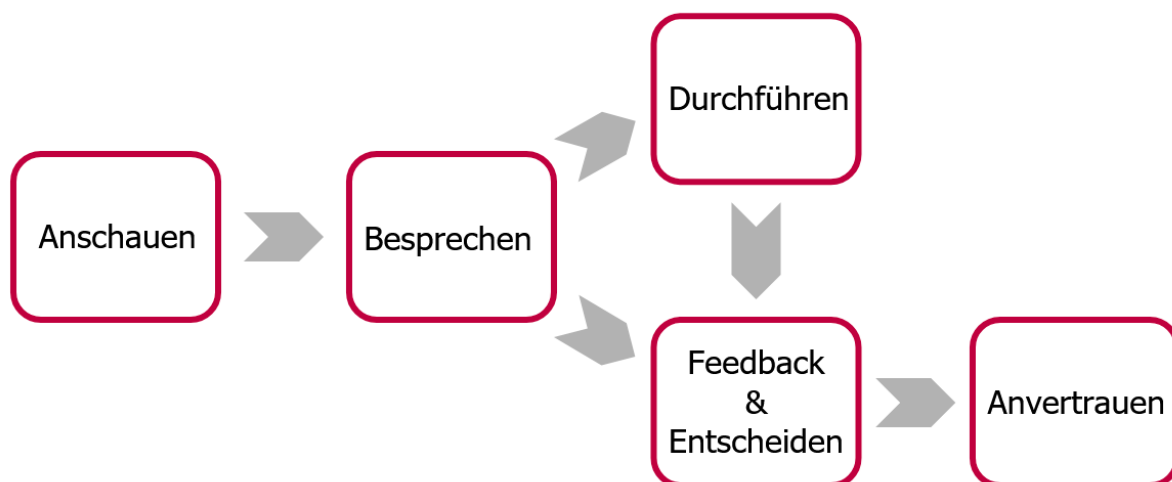 Anschauen
Besprechen
Durchführen
Feedback
&
Entscheiden
Anvertrauen